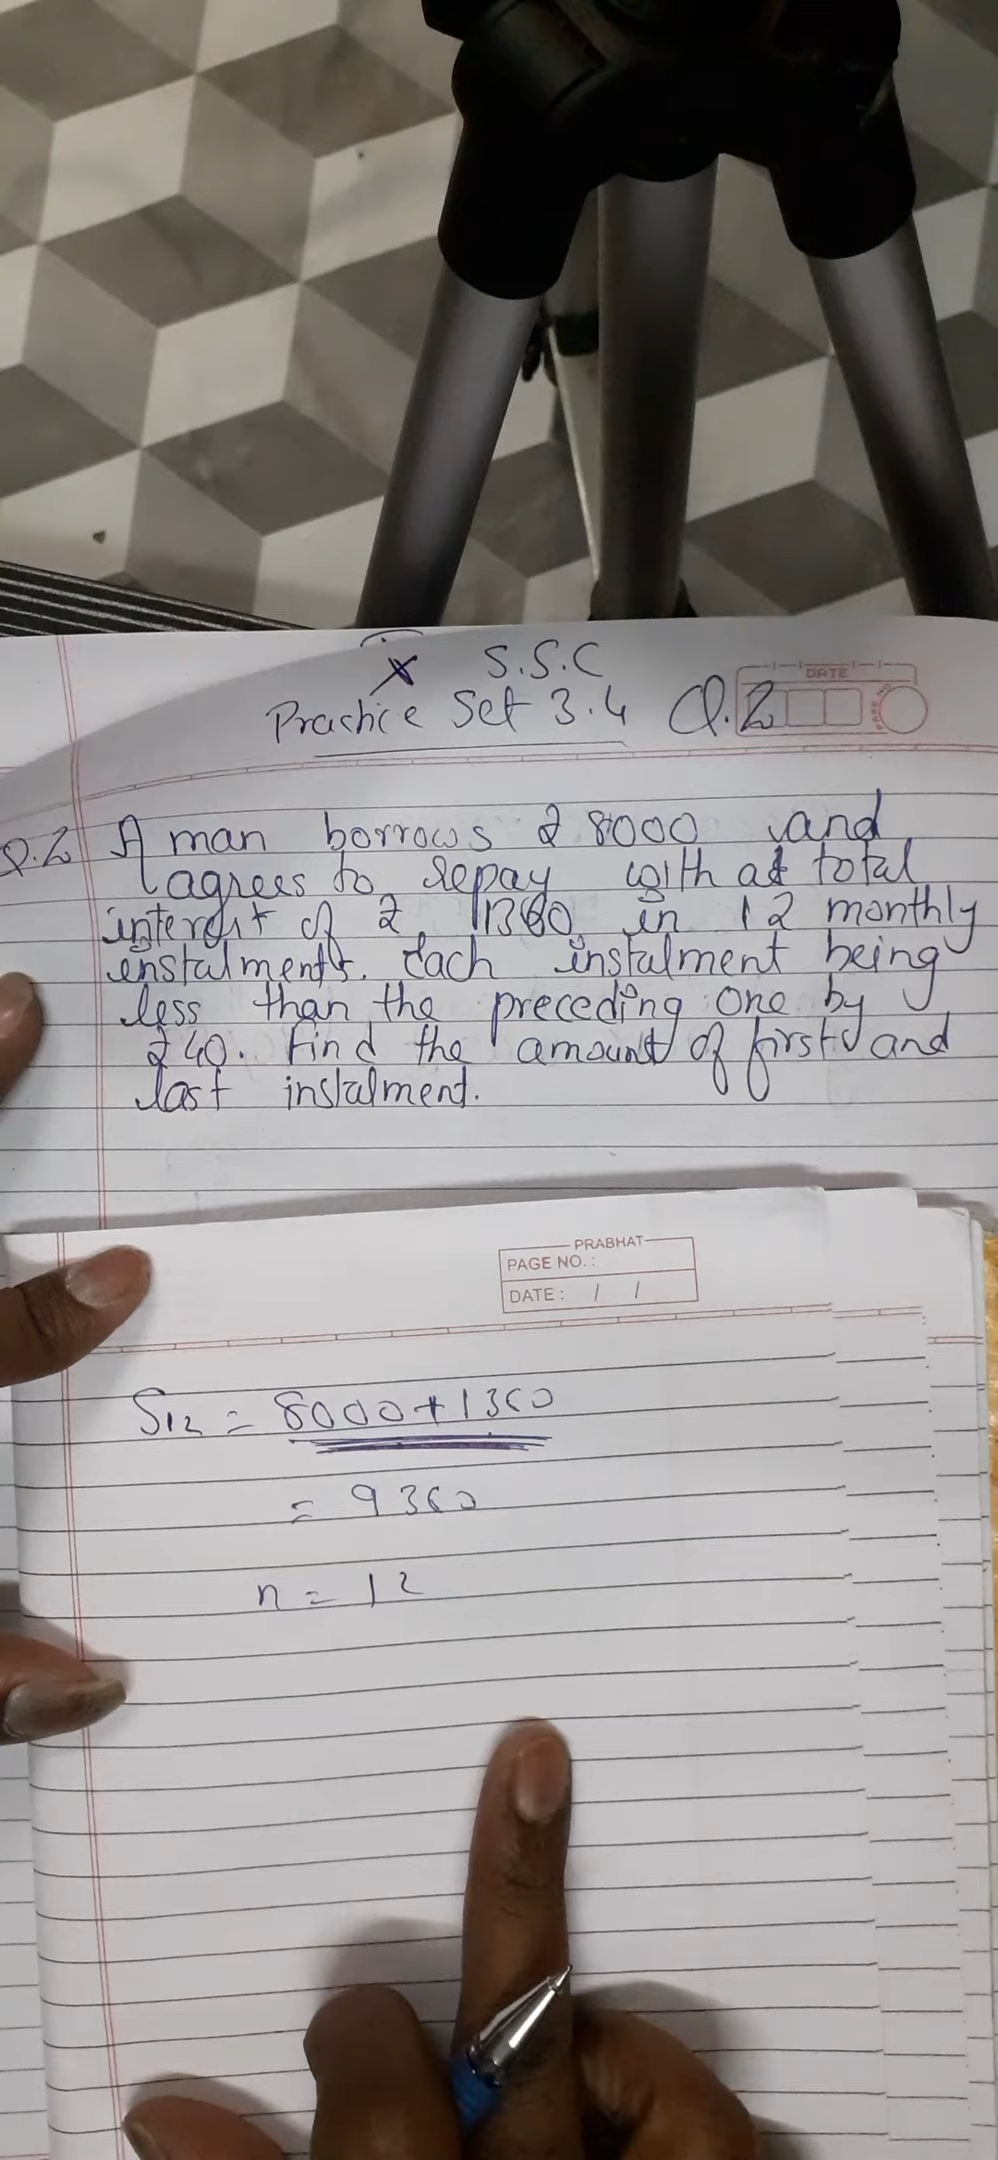 X S.S.C
Practice Set 3.4 Q.2
DATE
Q.2 A man borrows ₹ 8000 and
agrees to repay with at total
interest of ₹ 1360 in 12 monthly
instalments. Each instalment being
less than the preceding one by
₹40. Find the amount of first and
last instalment.
PRABHAT
PAGE NO. :
DATE : / /
S12 = 8000+1360
= 9360
n = 12